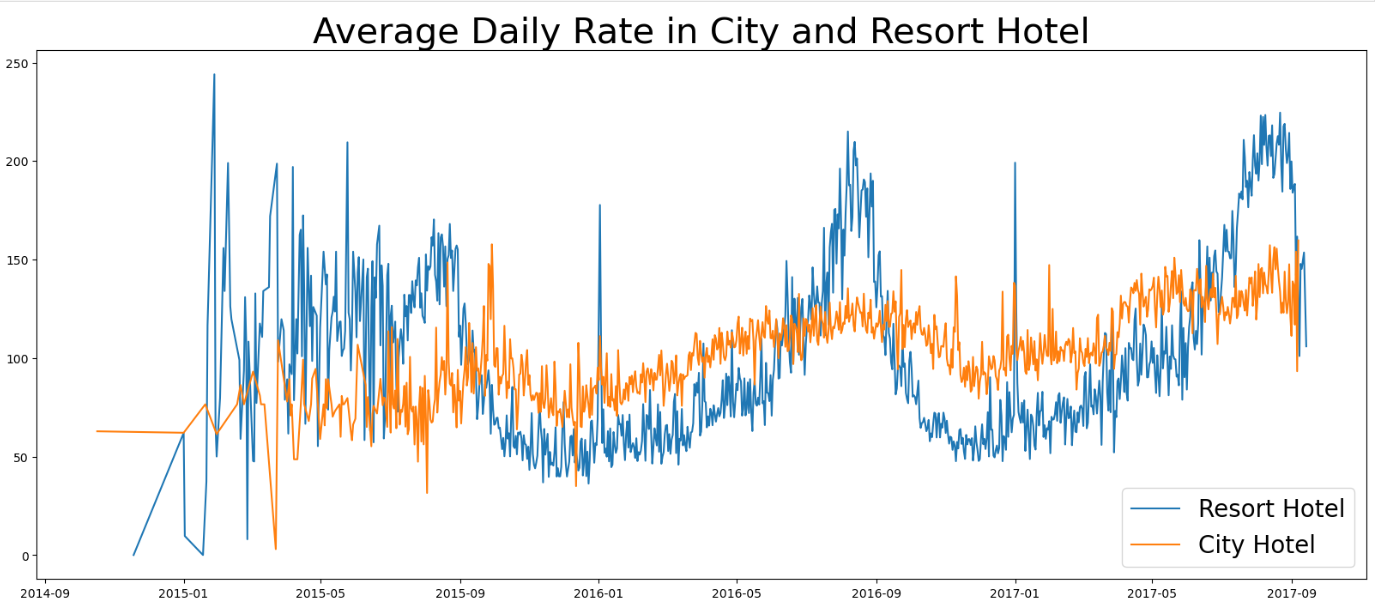 Average Daily Rate in City and Resort Hotel
250
200
150
100
50
0
Resort Hotel
City Hotel
2014-09 2015-01 2015-05 2015-09 2016-01 2016-05 2016-09 2017-01 2017-05 2017-09